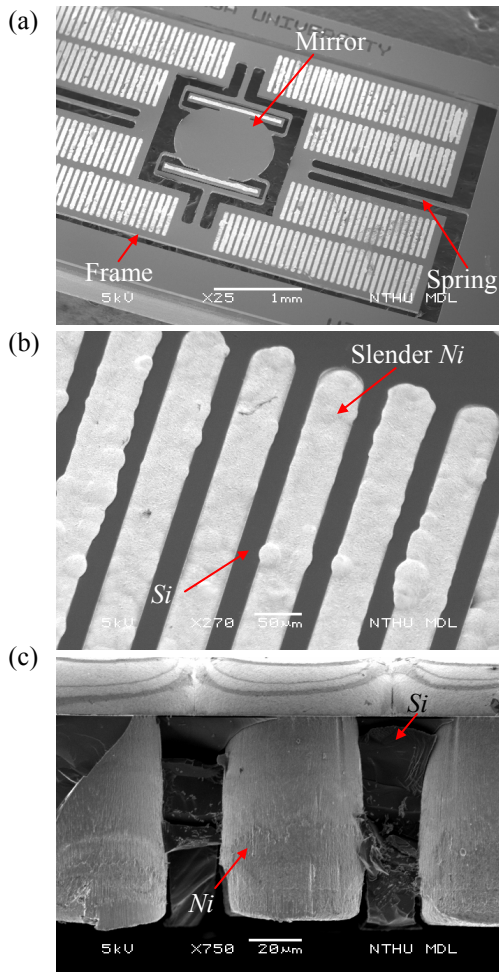 (a)
UNIVERSITY
Mirror
Frame
Spring
5kV X25 1mm NTHU MDL
(b)
Slender Ni
Si
5kV X270 50μm NTHU MDL
(c)
Si
Ni
5kV X750 20μm NTHU MDL